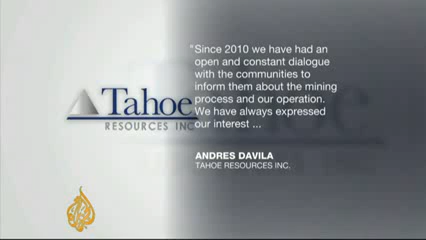 "Since 2010 we have had an
open and constant dialogue
with the communities to
inform them about the mining
process and our operation.
We have always expressed
our interest ...
ANDRES DAVILA
TAHOE RESOURCES INC.
Tahoe
RESOURCES INC